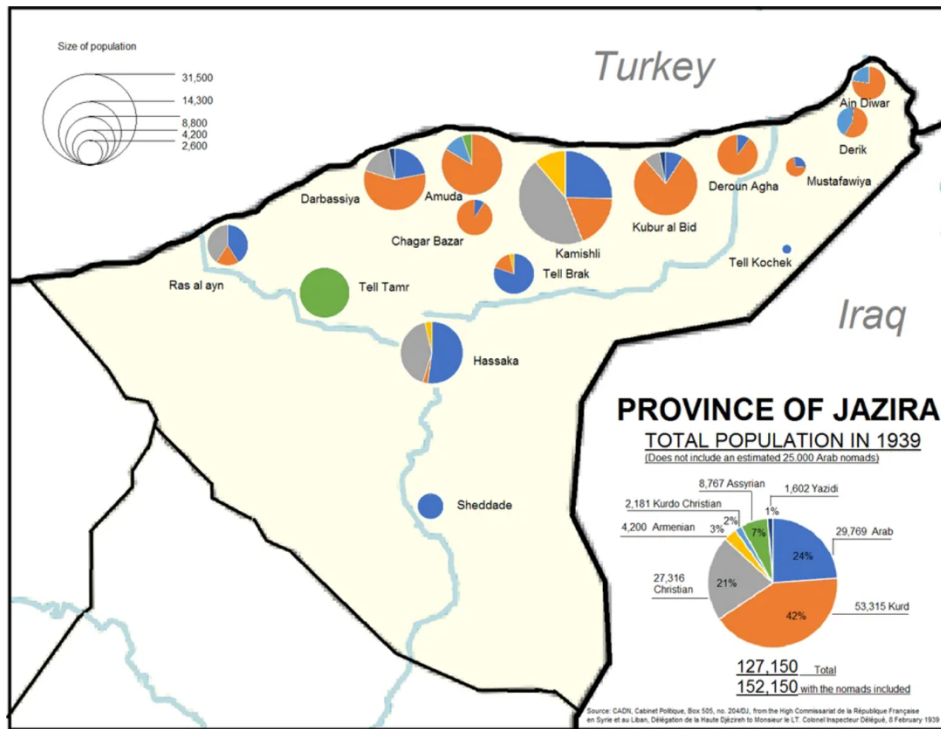 Size of population
31,500
14,300
8,800
4,200
2,600
Turkey
Ain Diwar
Derik
Mustafawiya
Deroun Agha
Kubur al Bid
Kamishli
Amuda
Darbassiya
Chagar Bazar
Tell Brak
Tell Kochek
Ras al ayn
Tell Tamr
Hassaka
Iraq
Sheddade
PROVINCE OF JAZIRA
TOTAL POPULATION IN 1939
(Does not include an estimated 25.000 Arab nomads)
8,767 Assyrian
1,602 Yazidi
2,181 Kurdo Christian
4,200 Armenian
1%
2%
7%
3%
29,769 Arab
24%
27,316
Christian
21%
42%
53,315 Kurd
127,150 Total
152,150 with the nomads included
Source: CADN, Cabinet Politique, Box 505, no. 204/DJ, from the High Commissariat de la République Française
en Syrie et au Liban, Délégation de la Haute Djézireh to Monsieur le LT. Colonel Inspecteur Délégué, 8 February 1939